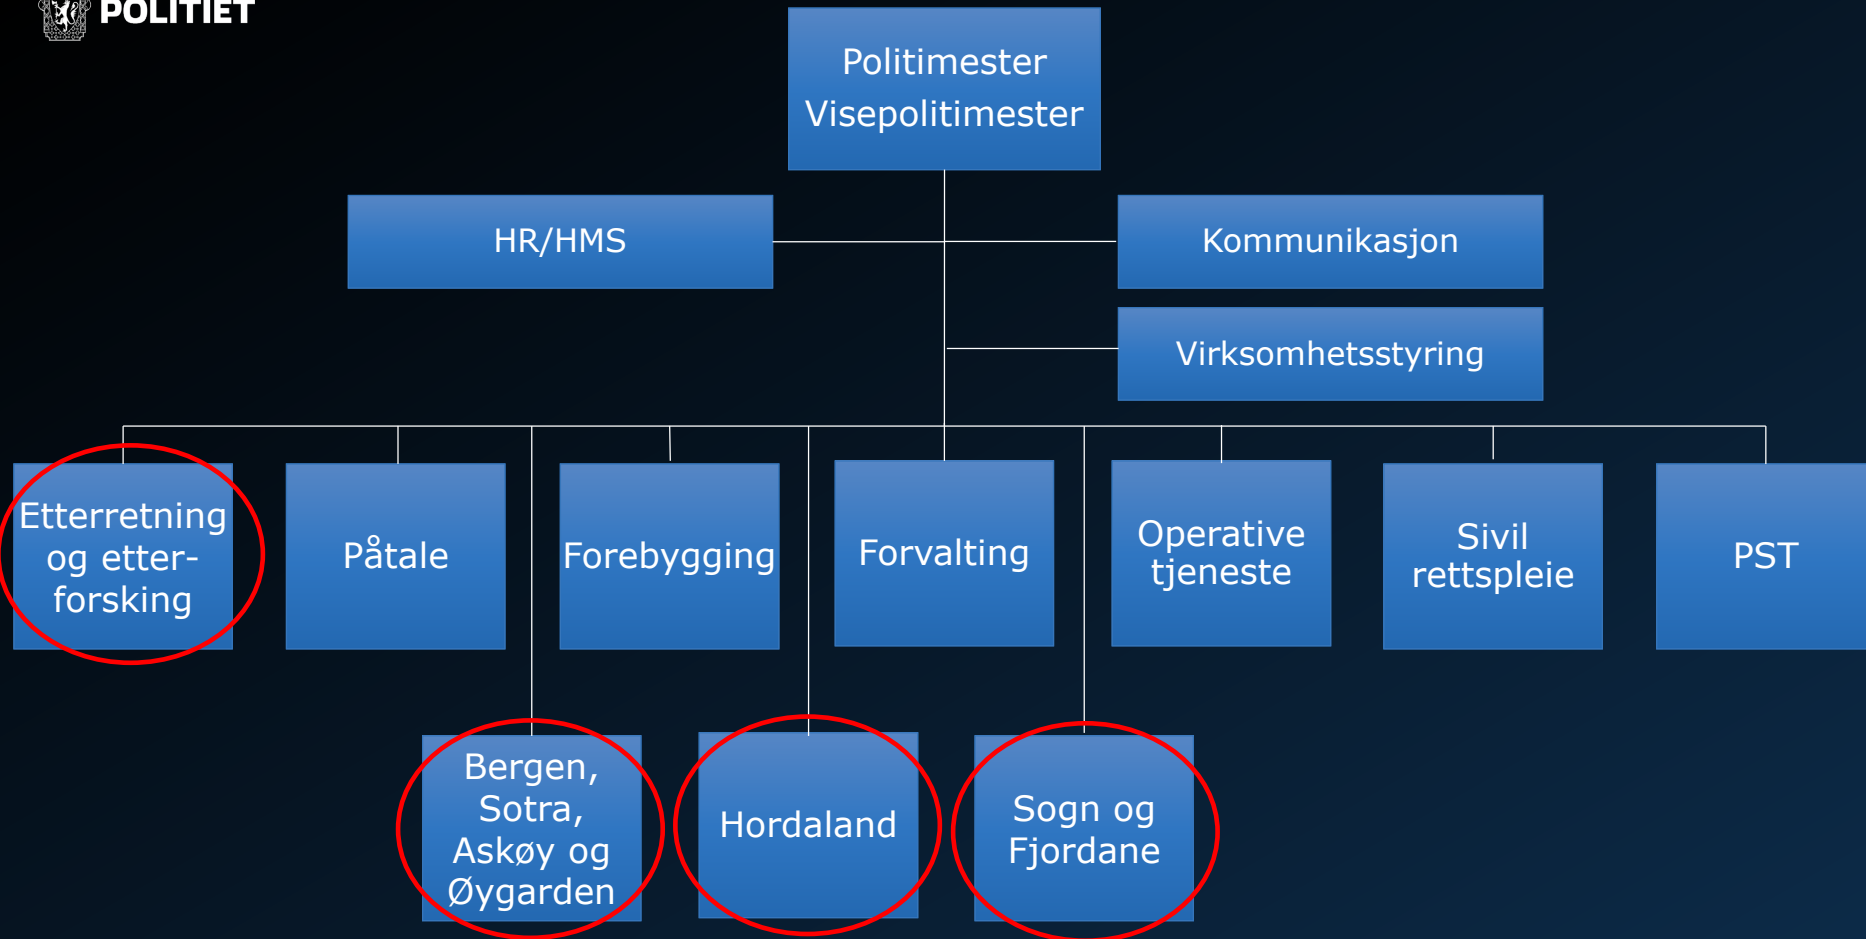 POLITIET
Politimester
Visepolitimester
HR/HMS
Kommunikasjon
Virksomhetsstyring
Etterretning
og etter-
forsking
Påtale
Forebygging
Forvalting
Operative
tjeneste
Sivil
rettspleie
PST
Bergen,
Sotra,
Askøy og
Øygarden
Hordaland
Sogn og
Fjordane